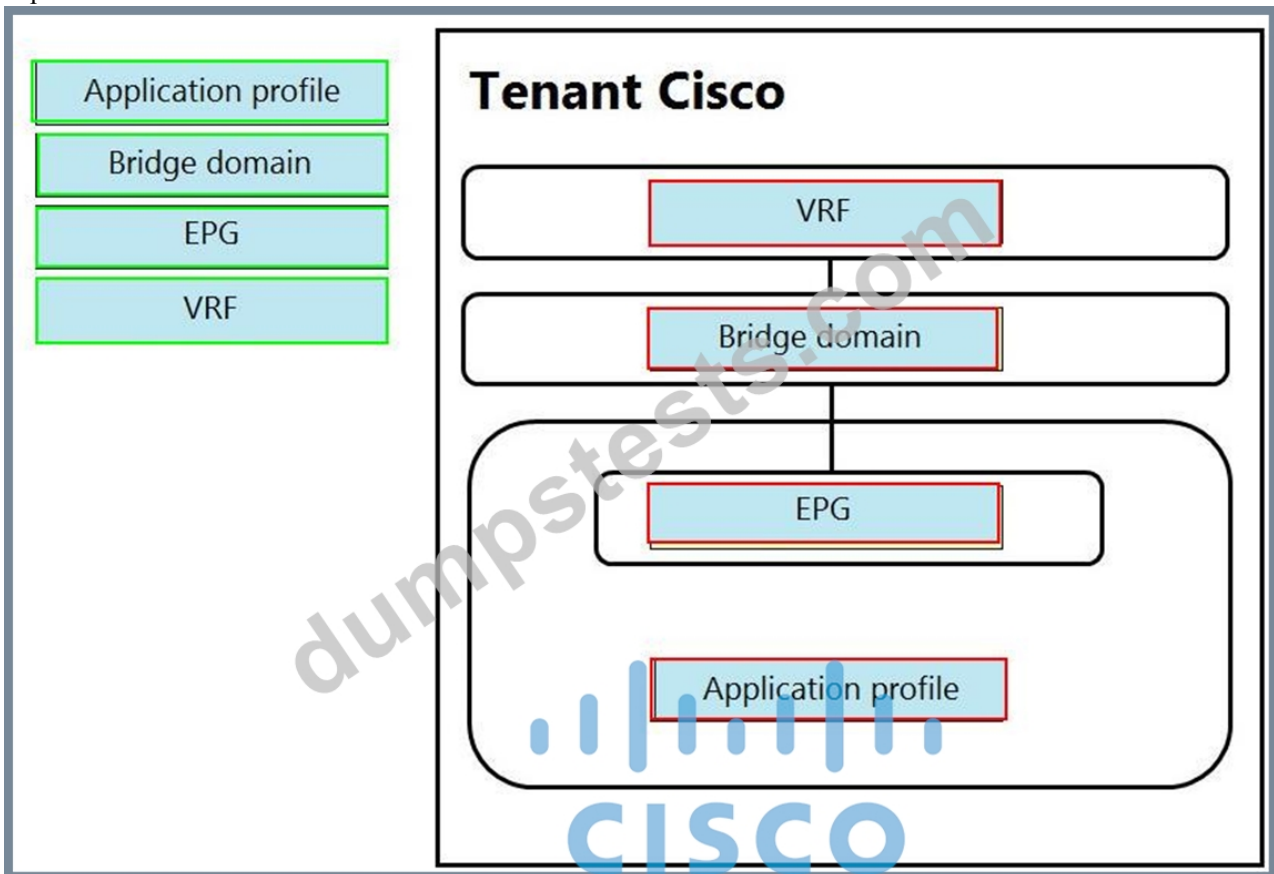 Application profile
Bridge domain
EPG
VRF
Tenant Cisco
VRF
Bridge domain
EPG
Application profile
dumpstests.com
CISCO